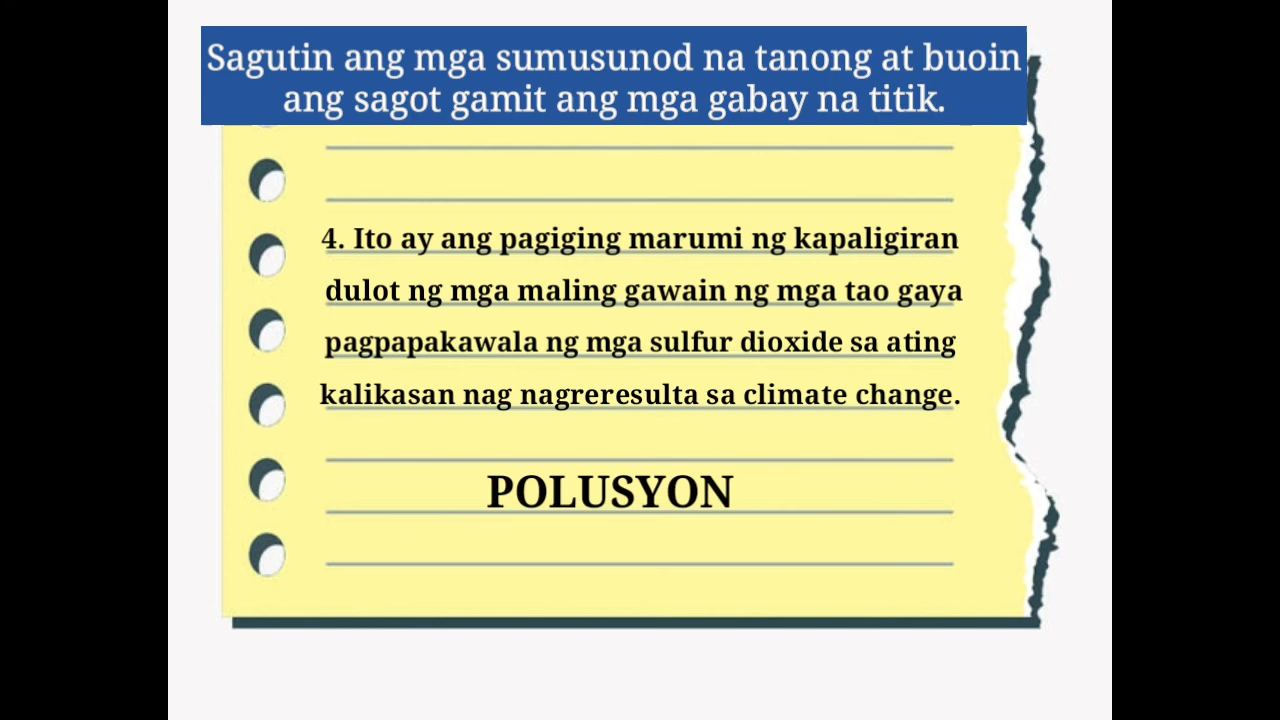 Sagutin ang mga sumusunod na tanong at buoin
ang sagot gamit ang mga gabay na titik.
4. Ito ay ang pagiging marumi ng kapaligiran
dulot ng mga maling gawain ng mga tao gaya
pagpapakawala ng mga sulfur dioxide sa ating
kalikasan nag nagreresulta sa climate change.
POLUSYON